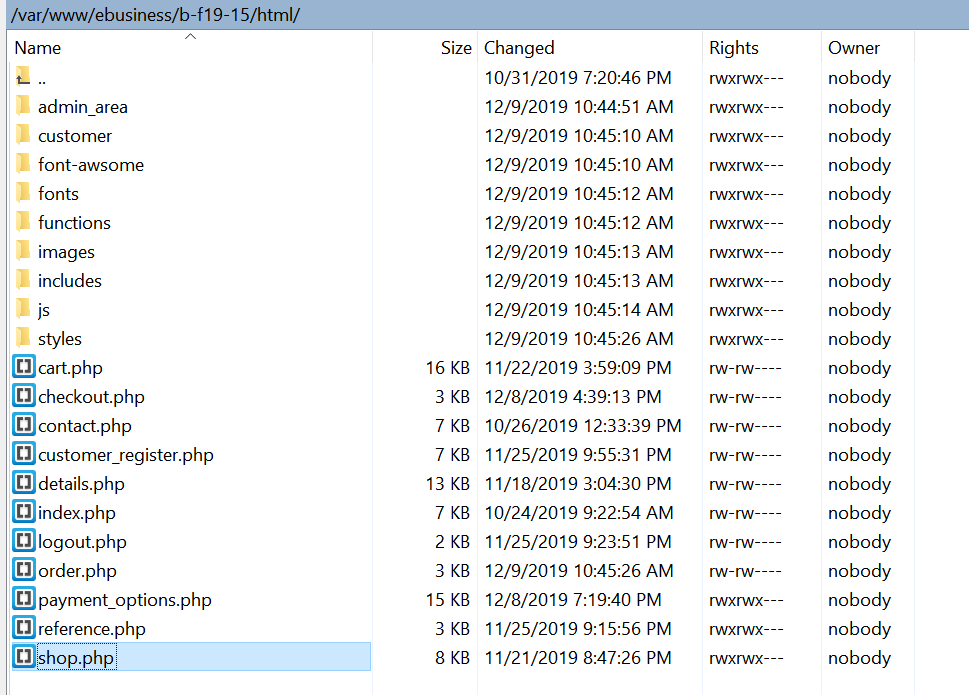 /var/www/ebusiness/b-f19-15/html/
Name Size Changed Rights Owner
.. 10/31/2019 7:20:46 PM rwxrwx--- nobody
admin_area 12/9/2019 10:44:51 AM rwxrwx--- nobody
customer 12/9/2019 10:45:10 AM rwxrwx--- nobody
font-awsome 12/9/2019 10:45:10 AM rwxrwx--- nobody
fonts 12/9/2019 10:45:12 AM rwxrwx--- nobody
functions 12/9/2019 10:45:12 AM rwxrwx--- nobody
images 12/9/2019 10:45:13 AM rwxrwx--- nobody
includes 12/9/2019 10:45:13 AM rwxrwx--- nobody
js 12/9/2019 10:45:14 AM rwxrwx--- nobody
styles 12/9/2019 10:45:26 AM rwxrwx--- nobody
cart.php 16 KB 11/22/2019 3:59:09 PM rw-rw---- nobody
checkout.php 3 KB 12/8/2019 4:39:13 PM rw-rw---- nobody
contact.php 7 KB 10/26/2019 12:33:39 PM rw-rw---- nobody
customer_register.php 7 KB 11/25/2019 9:55:31 PM rw-rw---- nobody
details.php 13 KB 11/18/2019 3:04:30 PM rw-rw---- nobody
index.php 7 KB 10/24/2019 9:22:54 AM rw-rw---- nobody
logout.php 2 KB 11/25/2019 9:23:51 PM rw-rw---- nobody
order.php 3 KB 12/9/2019 10:45:26 AM rw-rw---- nobody
payment_options.php 15 KB 12/8/2019 7:19:40 PM rwxrwx--- nobody
reference.php 3 KB 11/25/2019 9:15:56 PM rwxrwx--- nobody
shop.php 8 KB 11/21/2019 8:47:26 PM rwxrwx--- nobody